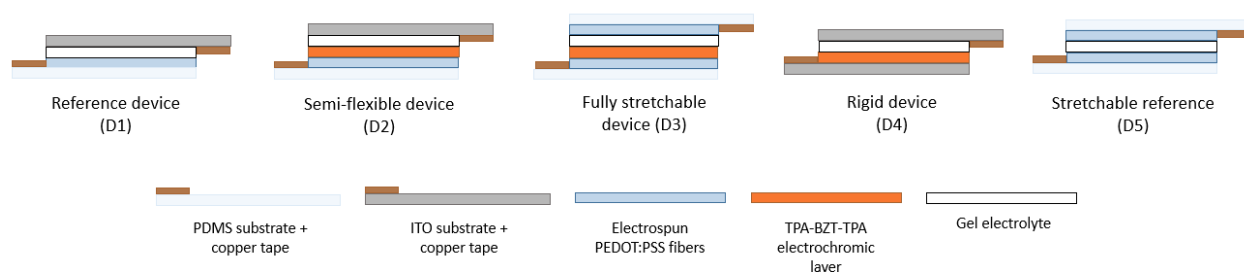 Reference device
(D1)
Semi-flexible device
(D2)
Fully stretchable
device (D3)
Rigid device
(D4)
Stretchable reference
(D5)
PDMS substrate +
copper tape
ITO substrate +
copper tape
Electrospun
PEDOT:PSS fibers
TPA-BZT-TPA
electrochromic
layer
Gel electrolyte